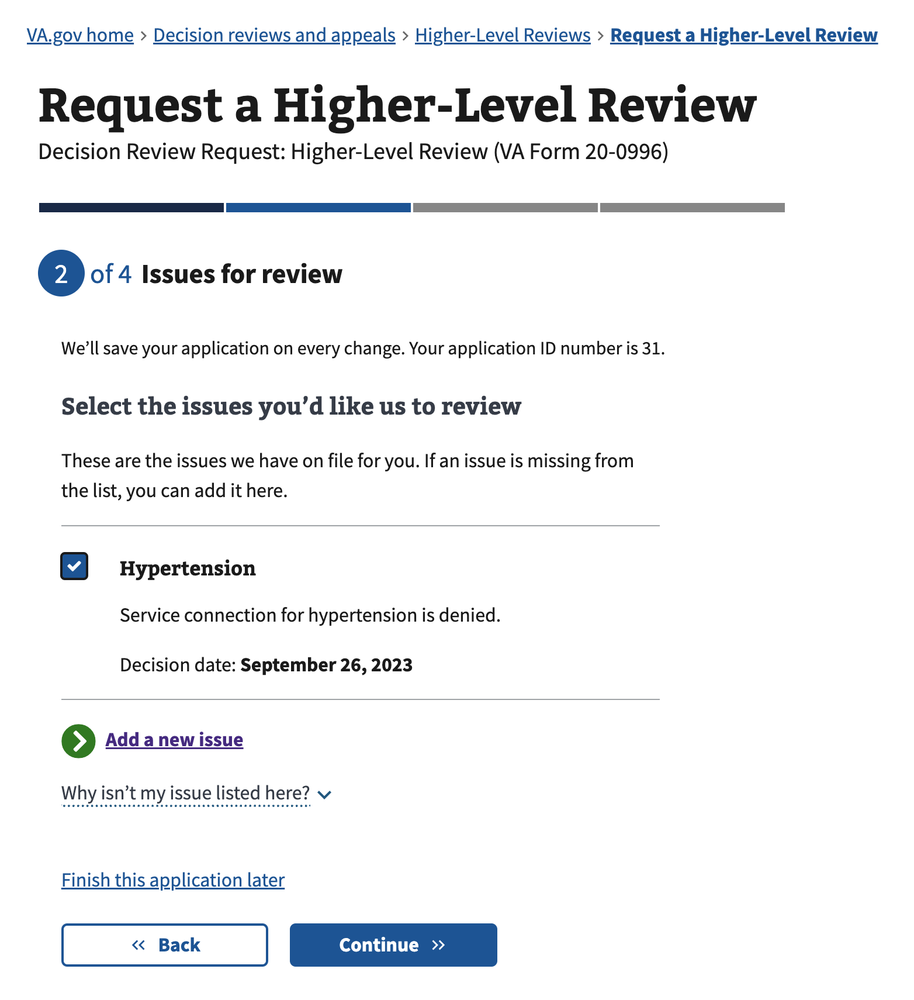 VA.gov home › Decision reviews and appeals › Higher-Level Reviews › Request a Higher-Level Review
Request a Higher-Level Review
Decision Review Request: Higher-Level Review (VA Form 20-0996)
2 of 4 Issues for review
We’ll save your application on every change. Your application ID number is 31.
Select the issues you’d like us to review
These are the issues we have on file for you. If an issue is missing from
the list, you can add it here.
Hypertension
Service connection for hypertension is denied.
Decision date: September 26, 2023
Add a new issue
Why isn’t my issue listed here?
Finish this application later
« Back
Continue »